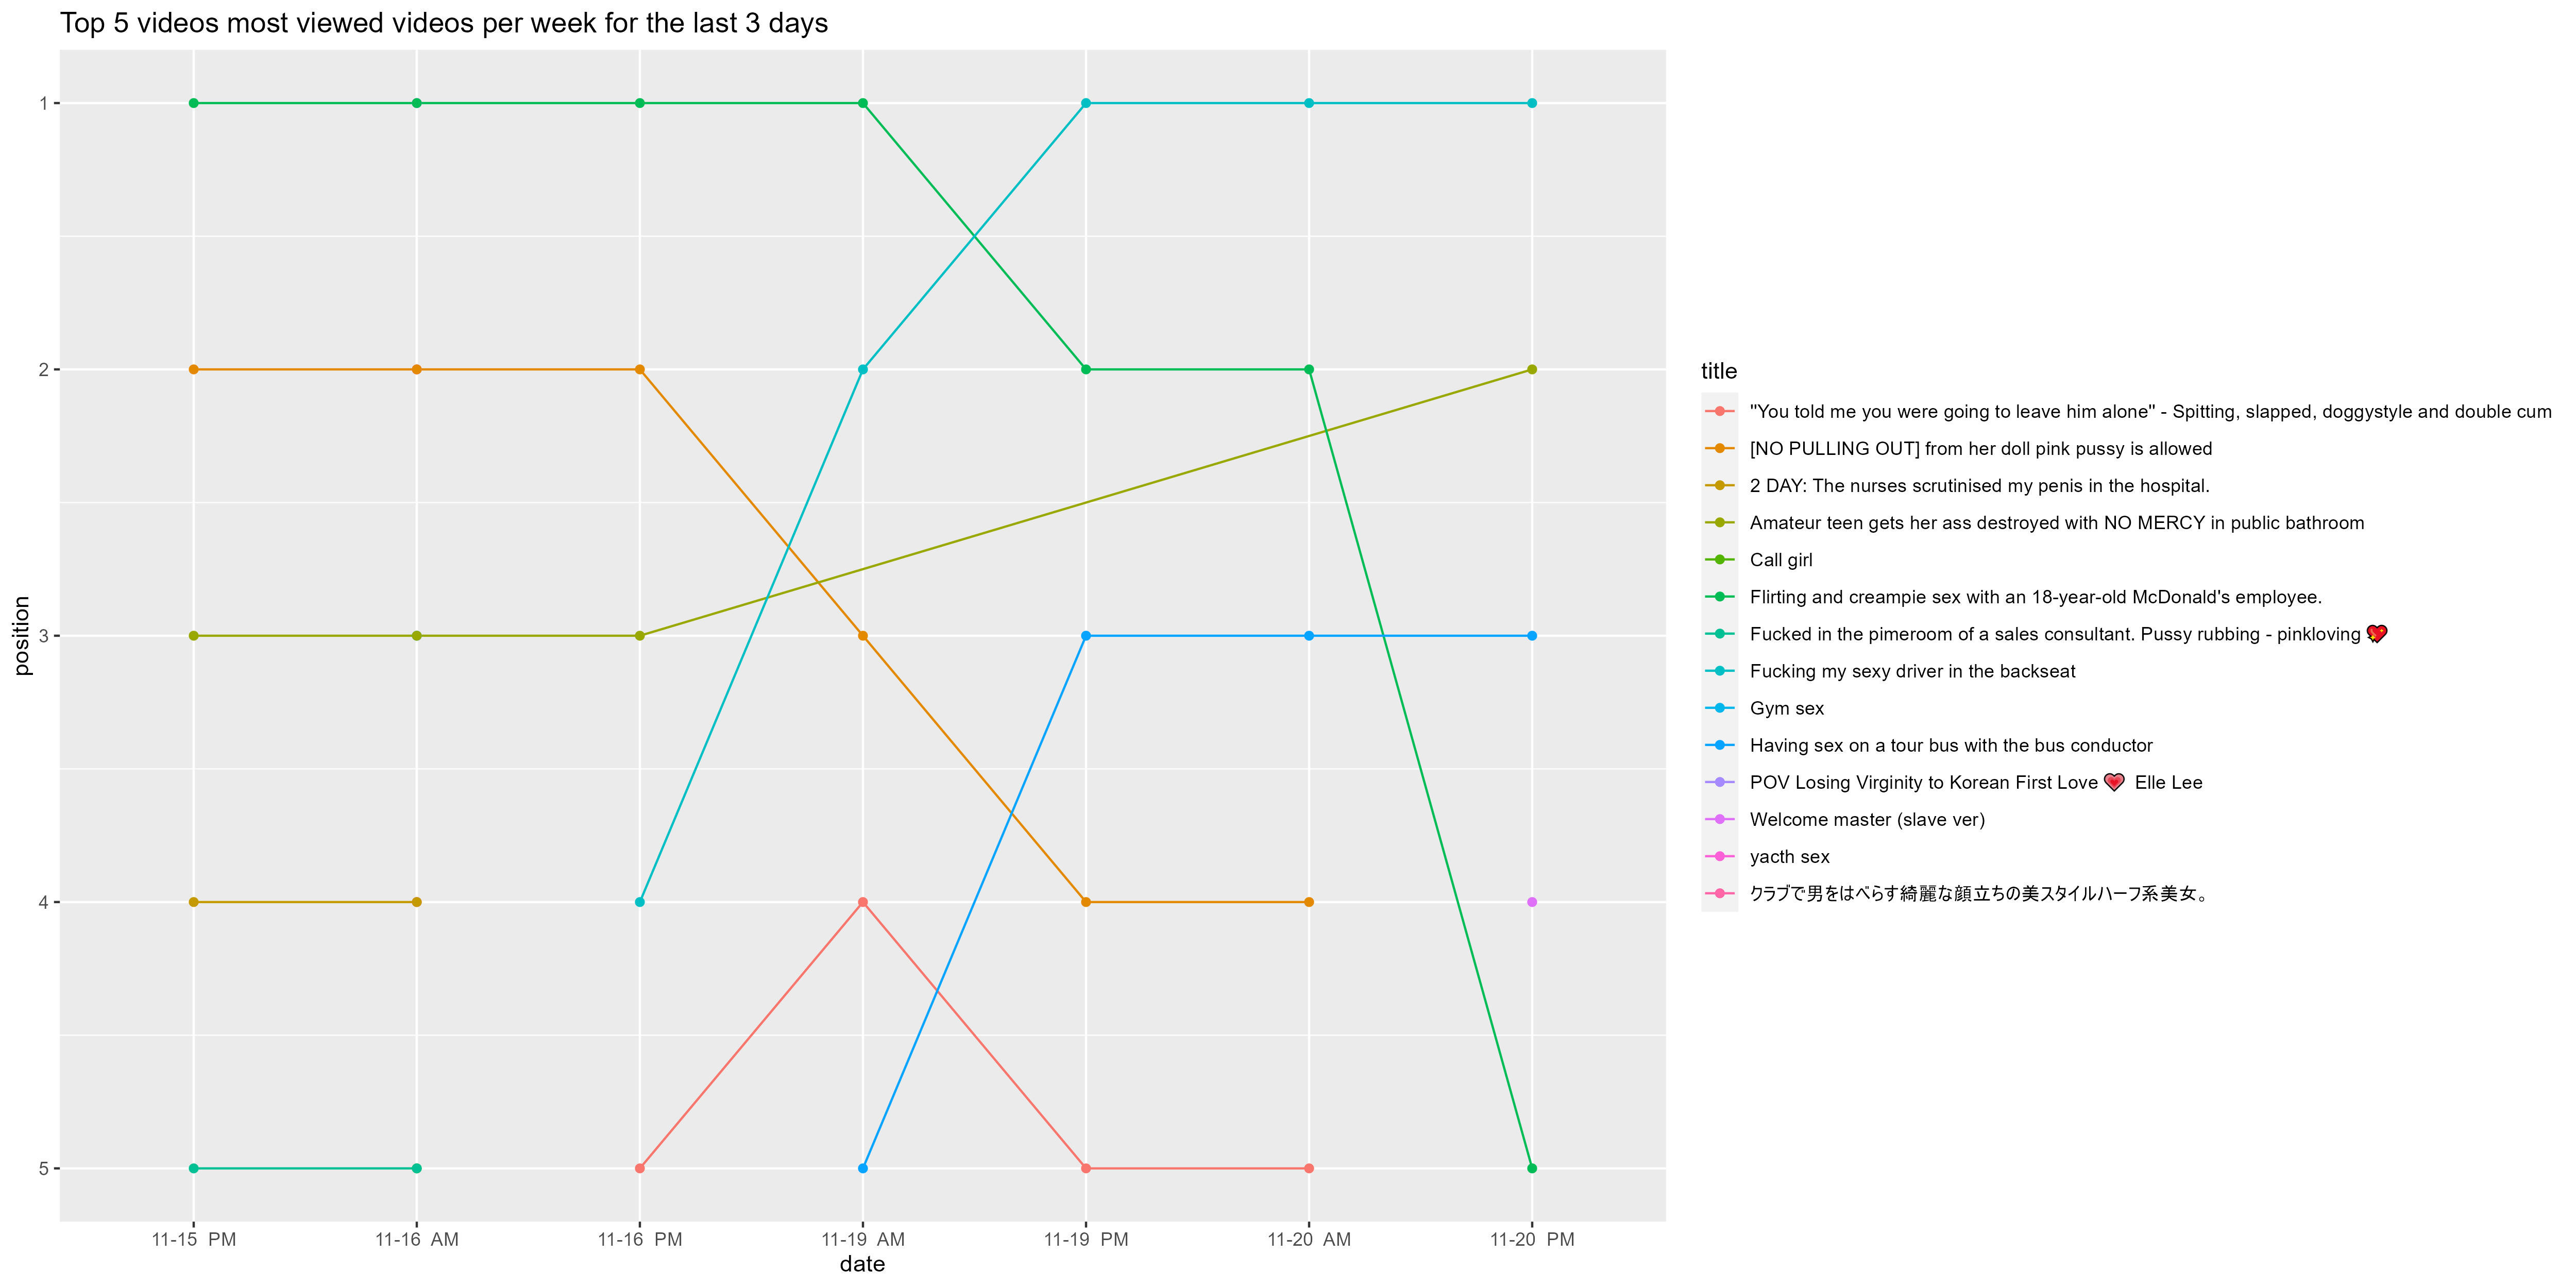 Top 5 videos most viewed videos per week for the last 3 days
position
1
2
3
4
5
11-15 PM
11-16 AM
11-16 PM
11-19 AM
11-19 PM
11-20 AM
11-20 PM
date
title
"You told me you were going to leave him alone" - Spitting, slapped, doggystyle and double cum
[NO PULLING OUT] from her doll pink pussy is allowed
2 DAY: The nurses scrutinised my penis in the hospital.
Amateur teen gets her ass destroyed with NO MERCY in public bathroom
Call girl
Flirting and creampie sex with an 18-year-old McDonald's employee.
Fucked in the pimeroom of a sales consultant. Pussy rubbing - pinkloving 💖
Fucking my sexy driver in the backseat
Gym sex
Having sex on a tour bus with the bus conductor
POV Losing Virginity to Korean First Love 💗 Elle Lee
Welcome master (slave ver)
yacth sex
クラブで男をはべらす綺麗な顔立ちの美スタイルハーフ系美女。